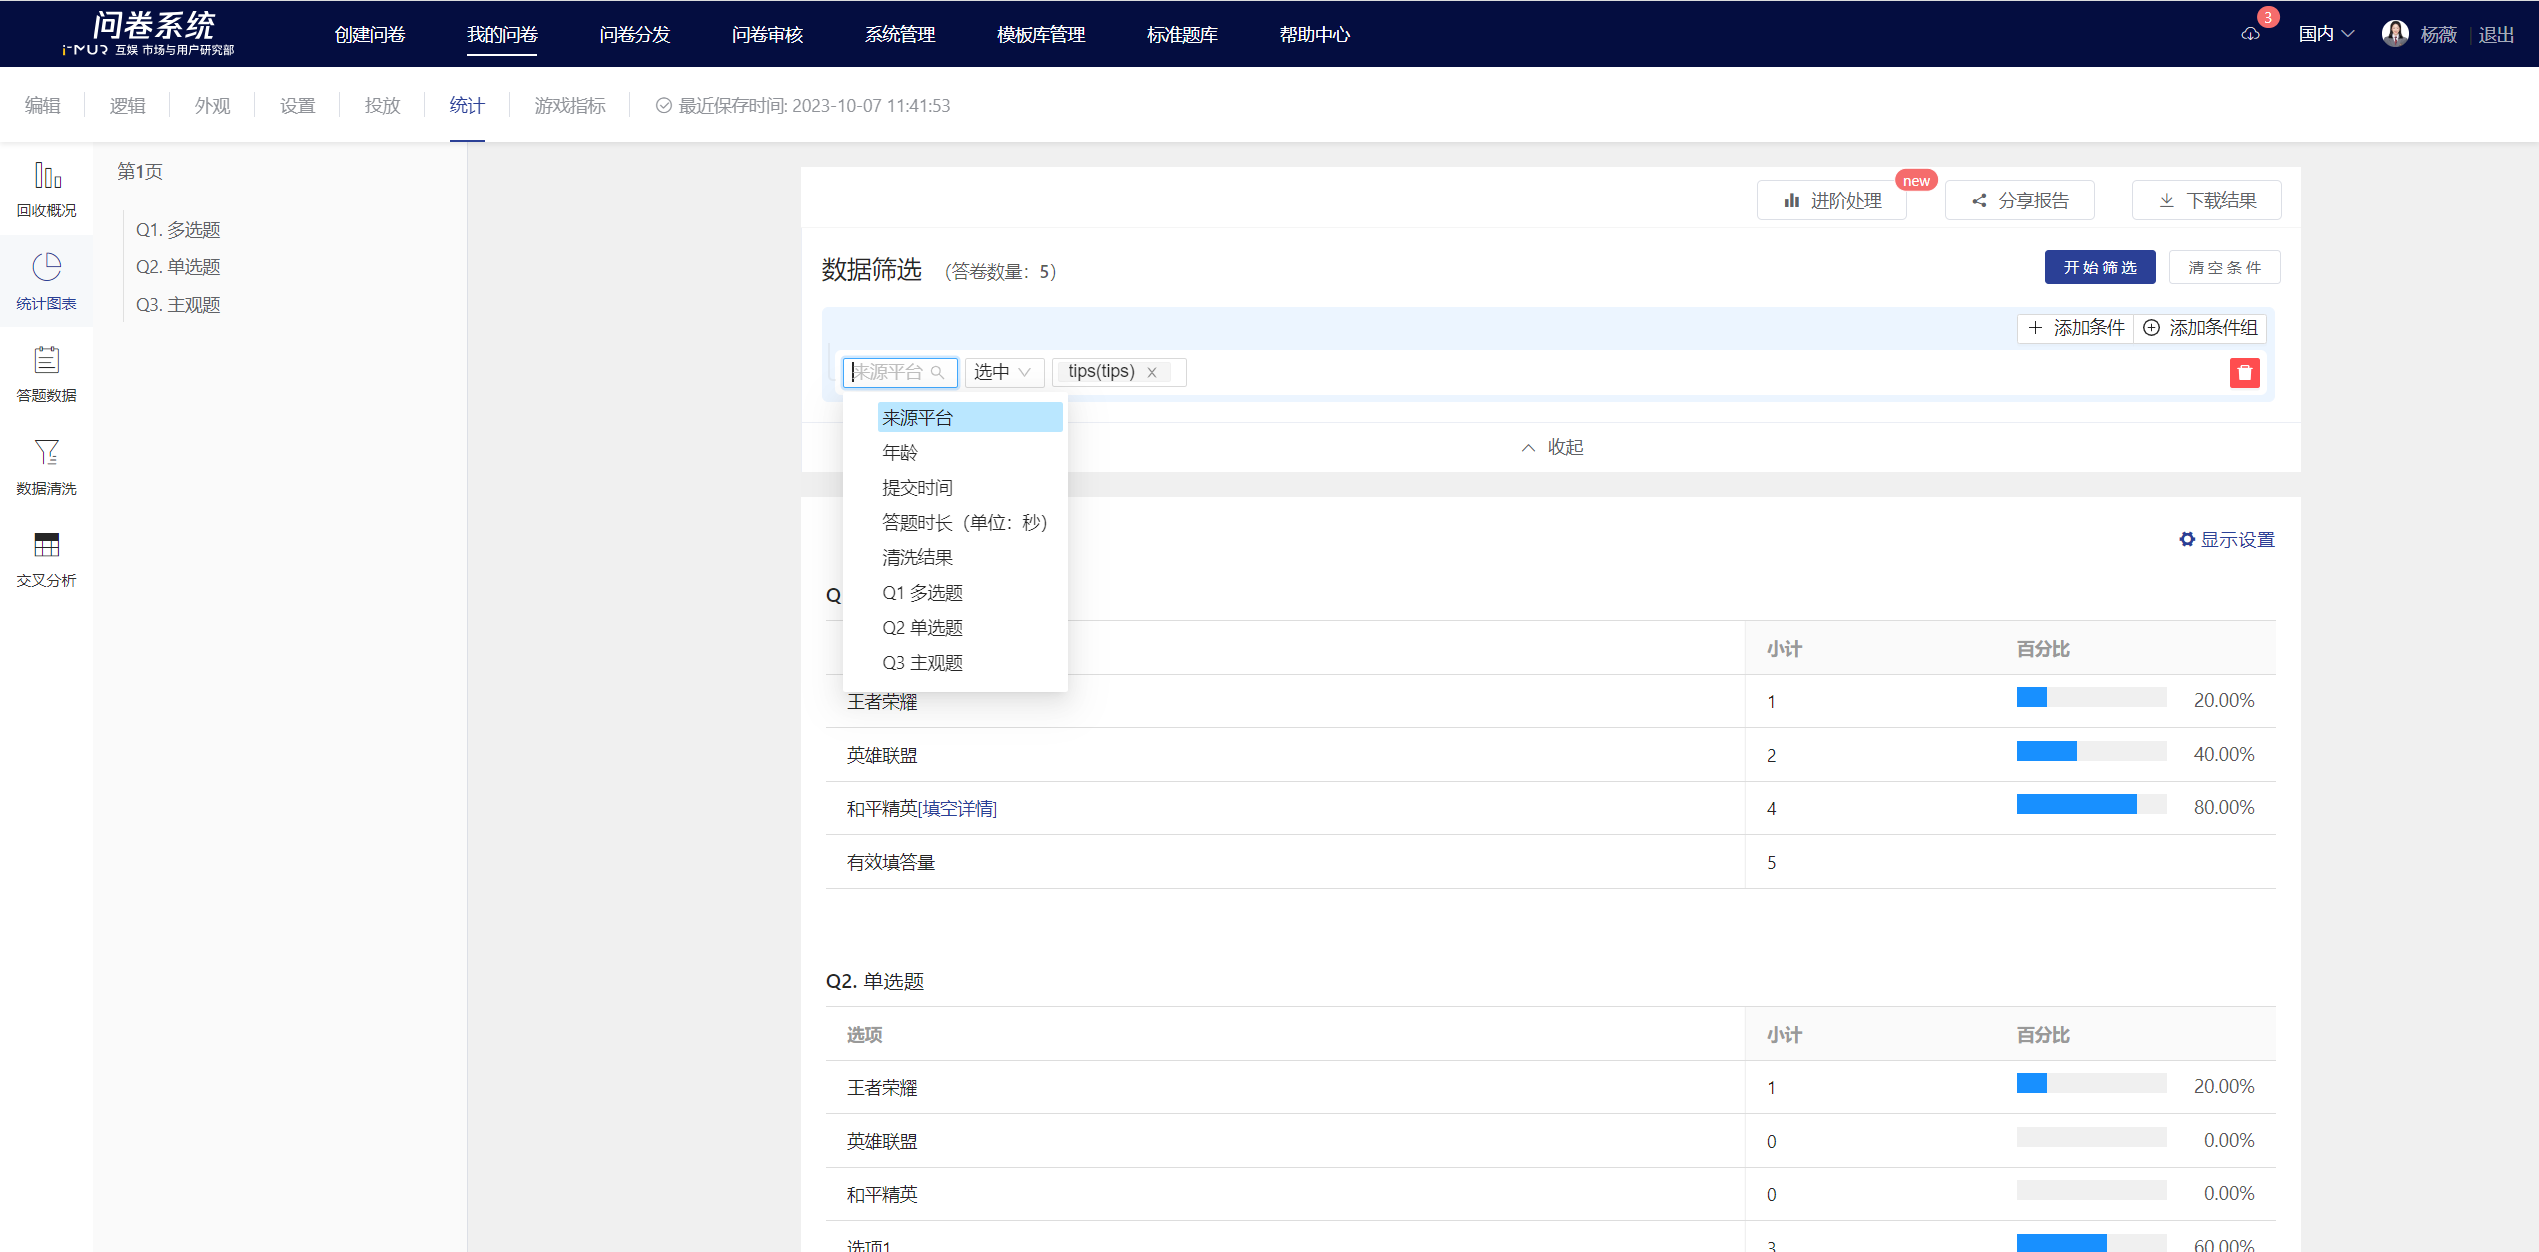 问卷系统
i-MUR 互娱 市场与用户研究部
创建问卷
我的问卷
问卷分发
问卷审核
系统管理
模板库管理
标准题库
帮助中心
3
国内
杨薇
退出
编辑
逻辑
外观
设置
投放
统计
游戏指标
最近保存时间: 2023-10-07 11:41:53
回收概况
统计图表
答题数据
数据清洗
交叉分析
第1页
Q1. 多选题
Q2. 单选题
Q3. 主观题
进阶处理
new
分享报告
下载结果
数据筛选 （答卷数量：5）
开始筛选
清空条件
添加条件
添加条件组
来源平台
选中
tips(tips)
来源平台
年龄
提交时间
答题时长（单位：秒）
清洗结果
Q1 多选题
Q2 单选题
Q3 主观题
收起
显示设置
Q
小计 百分比
王者荣耀 1 20.00%
英雄联盟 2 40.00%
和平精英[填空详情] 4 80.00%
有效填答量 5
Q2. 单选题
选项 小计 百分比
王者荣耀 1 20.00%
英雄联盟 0 0.00%
和平精英 0 0.00%
选项1 3 60.00%